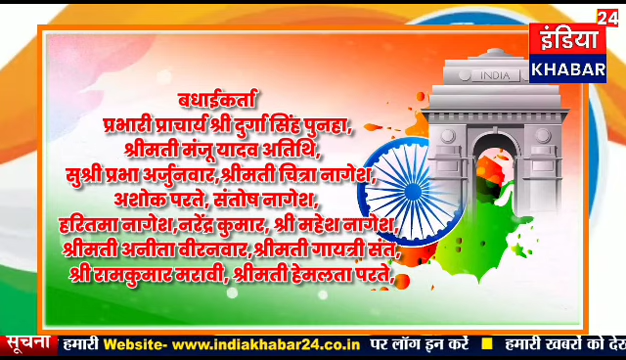 24
इंडिया
KHABAR
INDIA
बधाईकर्ता
प्रभारी प्राचार्य श्री दुर्गा सिंह पुनहा,
श्रीमती मंजू यादव अतिथि,
सुश्री प्रभा अर्जुनवार,श्रीमती चित्रा नागेश,
अशोक परते, संतोष नागेश,
हरितमा नागेश,नरेंद्र कुमार, श्री महेश नागेश,
श्रीमती अनीता वीरनवार,श्रीमती गायत्री संत,
श्री रामकुमार मरावी, श्रीमती हेमलता परते,
सूचना हमारी Website- www.indiakhabar24.co.in पर लॉग इन करें हमारी खबरों को